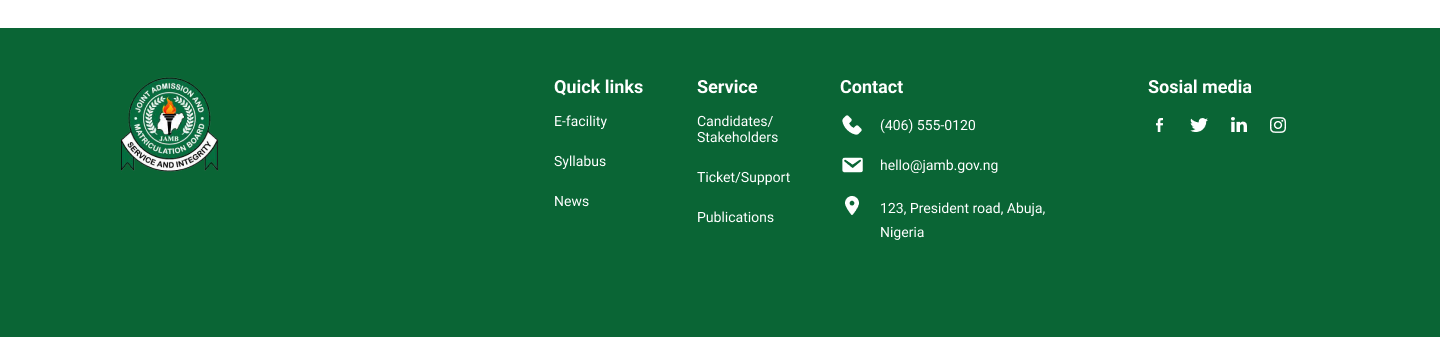 JOINT ADMISSION AND
MATRICULATION BOARD
JAMB
SERVICE AND INTEGRITY
Quick links
E-facility
Syllabus
News
Service
Candidates/
Stakeholders
Ticket/Support
Publications
Contact
(406) 555-0120
hello@jamb.gov.ng
123, President road, Abuja,
Nigeria
Sosial media